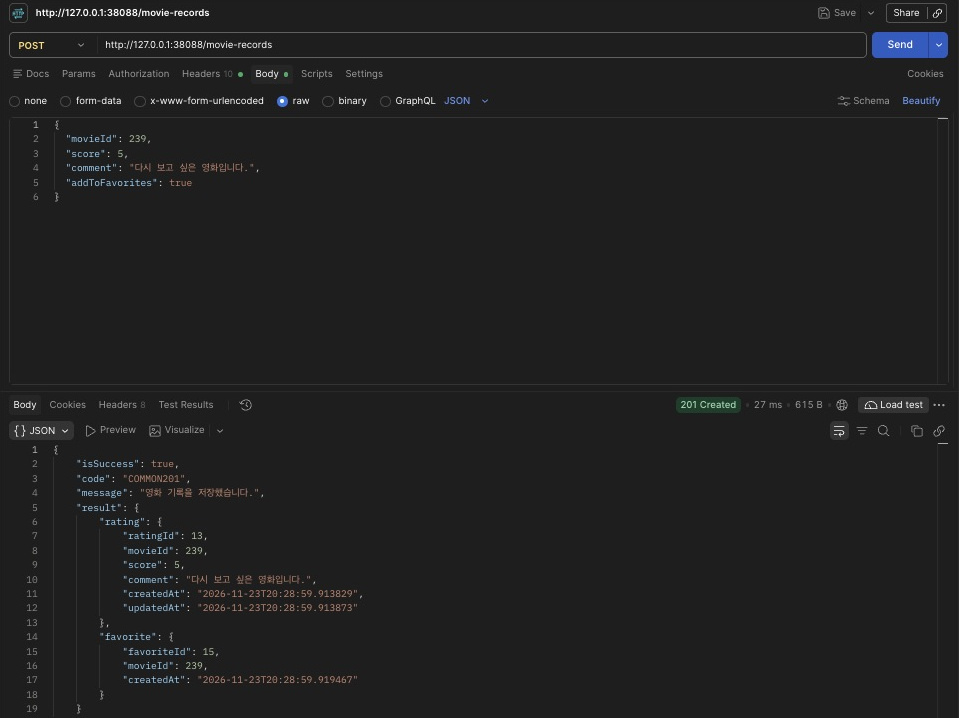 HTTP http://127.0.0.1:38088/movie-records Save Share
POST http://127.0.0.1:38088/movie-records Send
Docs Params Authorization Headers 10 Body Scripts Settings Cookies
none form-data x-www-form-urlencoded raw binary GraphQL JSON Schema Beautify
1 {
2 "movieId": 239,
3 "score": 5,
4 "comment": "다시 보고 싶은 영화입니다.",
5 "addToFavorites": true
6 }
Body Cookies Headers 8 Test Results 201 Created 27 ms 615 B Load test
{ } JSON Preview Visualize
1 {
2 "isSuccess": true,
3 "code": "COMMON201",
4 "message": "영화 기록을 저장했습니다.",
5 "result": {
6 "rating": {
7 "ratingId": 13,
8 "movieId": 239,
9 "score": 5,
10 "comment": "다시 보고 싶은 영화입니다.",
11 "createdAt": "2026-11-23T20:28:59.913829",
12 "updatedAt": "2026-11-23T20:28:59.913873"
13 },
14 "favorite": {
15 "favoriteId": 15,
16 "movieId": 239,
17 "createdAt": "2026-11-23T20:28:59.919467"
18 }
19 }